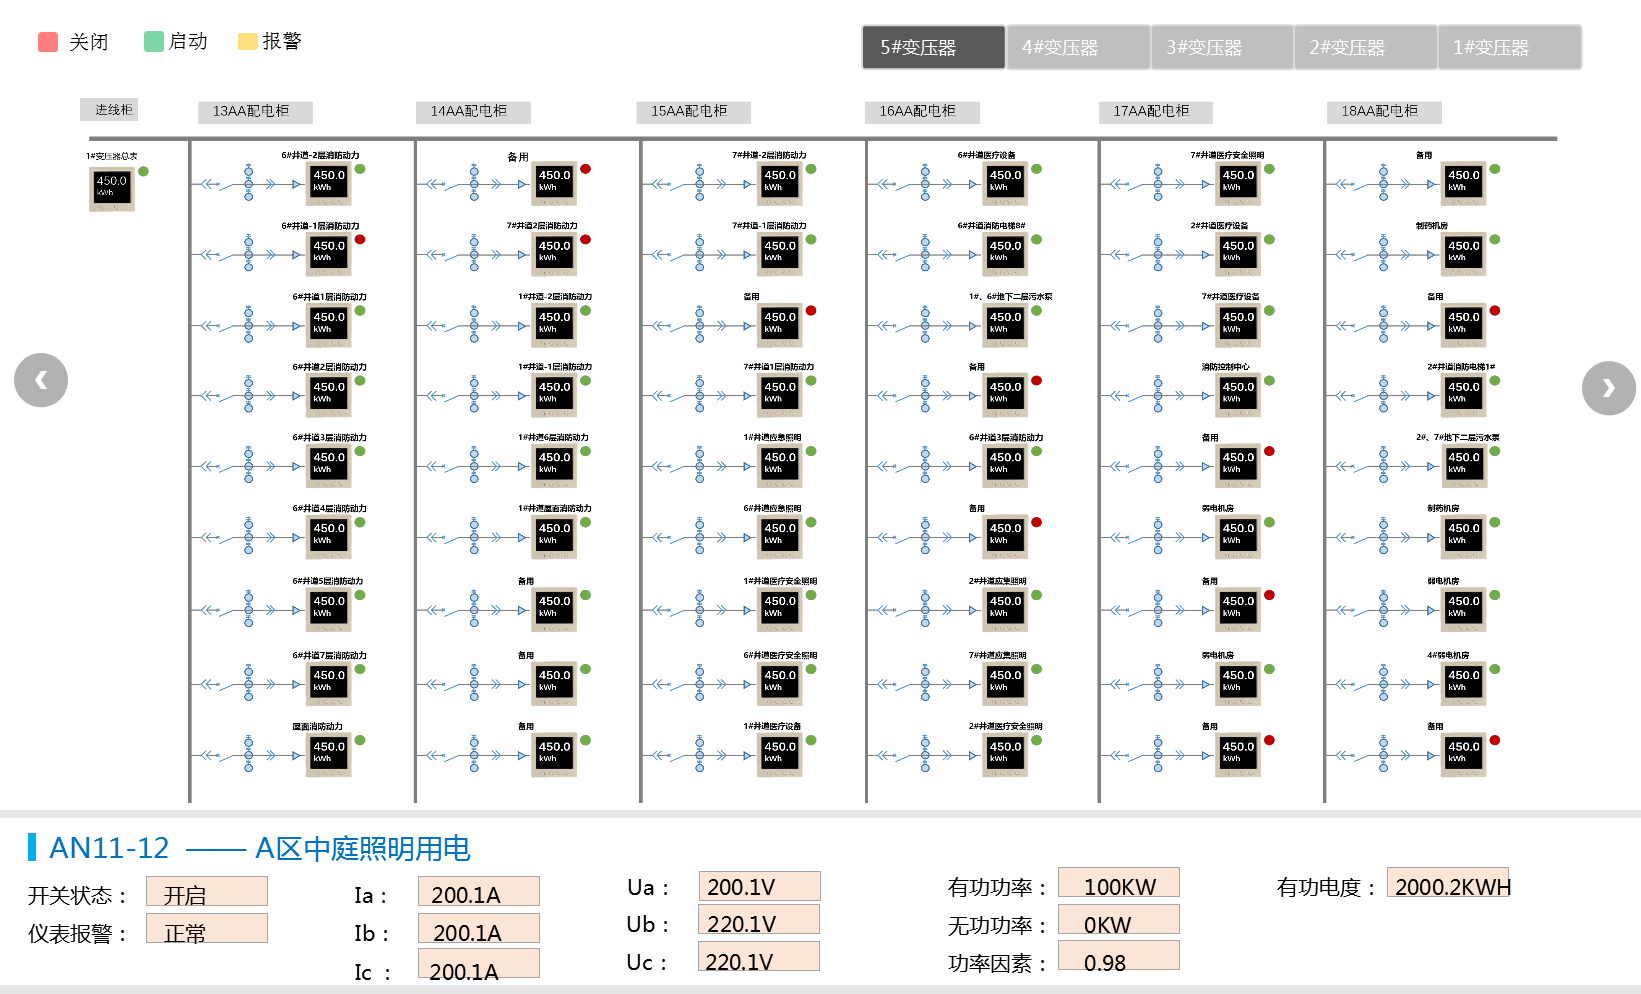 关闭 启动 报警
5#变压器 4#变压器 3#变压器 2#变压器 1#变压器
进线柜 13AA配电柜 14AA配电柜 15AA配电柜 16AA配电柜 17AA配电柜 18AA配电柜
1#变压器总表 6#井道-2层消防动力 备用 7#井道-2层消防动力 6#井道医疗设备 7#井道医疗安全照明 备用
450.0 450.0 450.0 450.0 450.0 450.0 450.0
kWh kWh kWh kWh kWh kWh kWh
6#井道-1层消防动力 7#井道2层消防动力 7#井道-1层消防动力 6#井道消防电梯8# 2#井道医疗设备 制药机房
450.0 450.0 450.0 450.0 450.0 450.0
kWh kWh kWh kWh kWh kWh
6#井道1层消防动力 1#井道-2层消防动力 备用 1#、6#地下二层污水泵 7#井道医疗设备 备用
450.0 450.0 450.0 450.0 450.0 450.0
kWh kWh kWh kWh kWh kWh
6#井道2层消防动力 1#井道-1层消防动力 7#井道1层消防动力 备用 消防控制中心 2#井道消防电梯1#
450.0 450.0 450.0 450.0 450.0 450.0
kWh kWh kWh kWh kWh kWh
6#井道3层消防动力 1#井道6层消防动力 1#井道应急照明 6#井道3层消防动力 备用 2#、7#地下二层污水泵
450.0 450.0 450.0 450.0 450.0 450.0
kWh kWh kWh kWh kWh kWh
6#井道4层消防动力 1#井道屋面消防动力 6#井道应急照明 备用 弱电机房 制药机房
450.0 450.0 450.0 450.0 450.0 450.0
kWh kWh kWh kWh kWh kWh
6#井道5层消防动力 备用 1#井道医疗安全照明 2#井道应集照明 备用 弱电机房
450.0 450.0 450.0 450.0 450.0 450.0
kWh kWh kWh kWh kWh kWh
6#井道7层消防动力 备用 6#井道医疗安全照明 7#井道应集照明 弱电机房 4#弱电机房
450.0 450.0 450.0 450.0 450.0 450.0
kWh kWh kWh kWh kWh kWh
屋面消防动力 备用 1#井道医疗设备 2#井道医疗安全照明 备用 备用
450.0 450.0 450.0 450.0 450.0 450.0
kWh kWh kWh kWh kWh kWh
AN11-12 —— A区中庭照明用电
开关状态： 开启 Ia： 200.1A Ua： 200.1V 有功功率： 100KW 有功电度： 2000.2KWH
仪表报警： 正常 Ib： 200.1A Ub： 220.1V 无功功率： 0KW
Ic ： 200.1A Uc： 220.1V 功率因素： 0.98